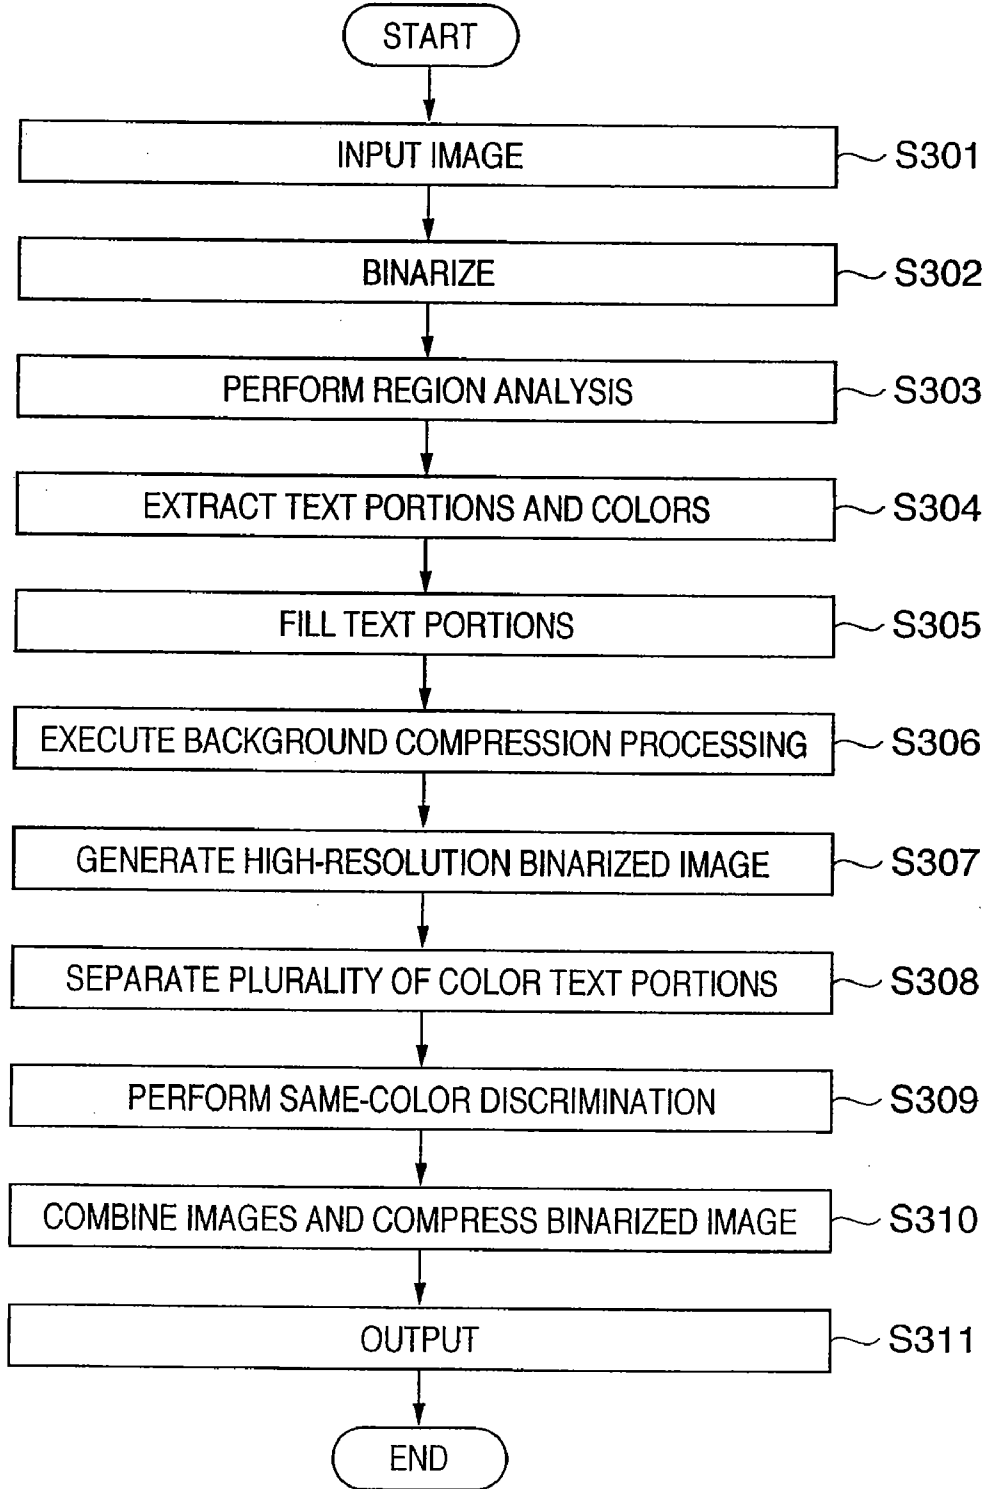 START
INPUT IMAGE S301
BINARIZE S302
PERFORM REGION ANALYSIS S303
EXTRACT TEXT PORTIONS AND COLORS S304
FILL TEXT PORTIONS S305
EXECUTE BACKGROUND COMPRESSION PROCESSING S306
GENERATE HIGH-RESOLUTION BINARIZED IMAGE S307
SEPARATE PLURALITY OF COLOR TEXT PORTIONS S308
PERFORM SAME-COLOR DISCRIMINATION S309
COMBINE IMAGES AND COMPRESS BINARIZED IMAGE S310
OUTPUT S311
END